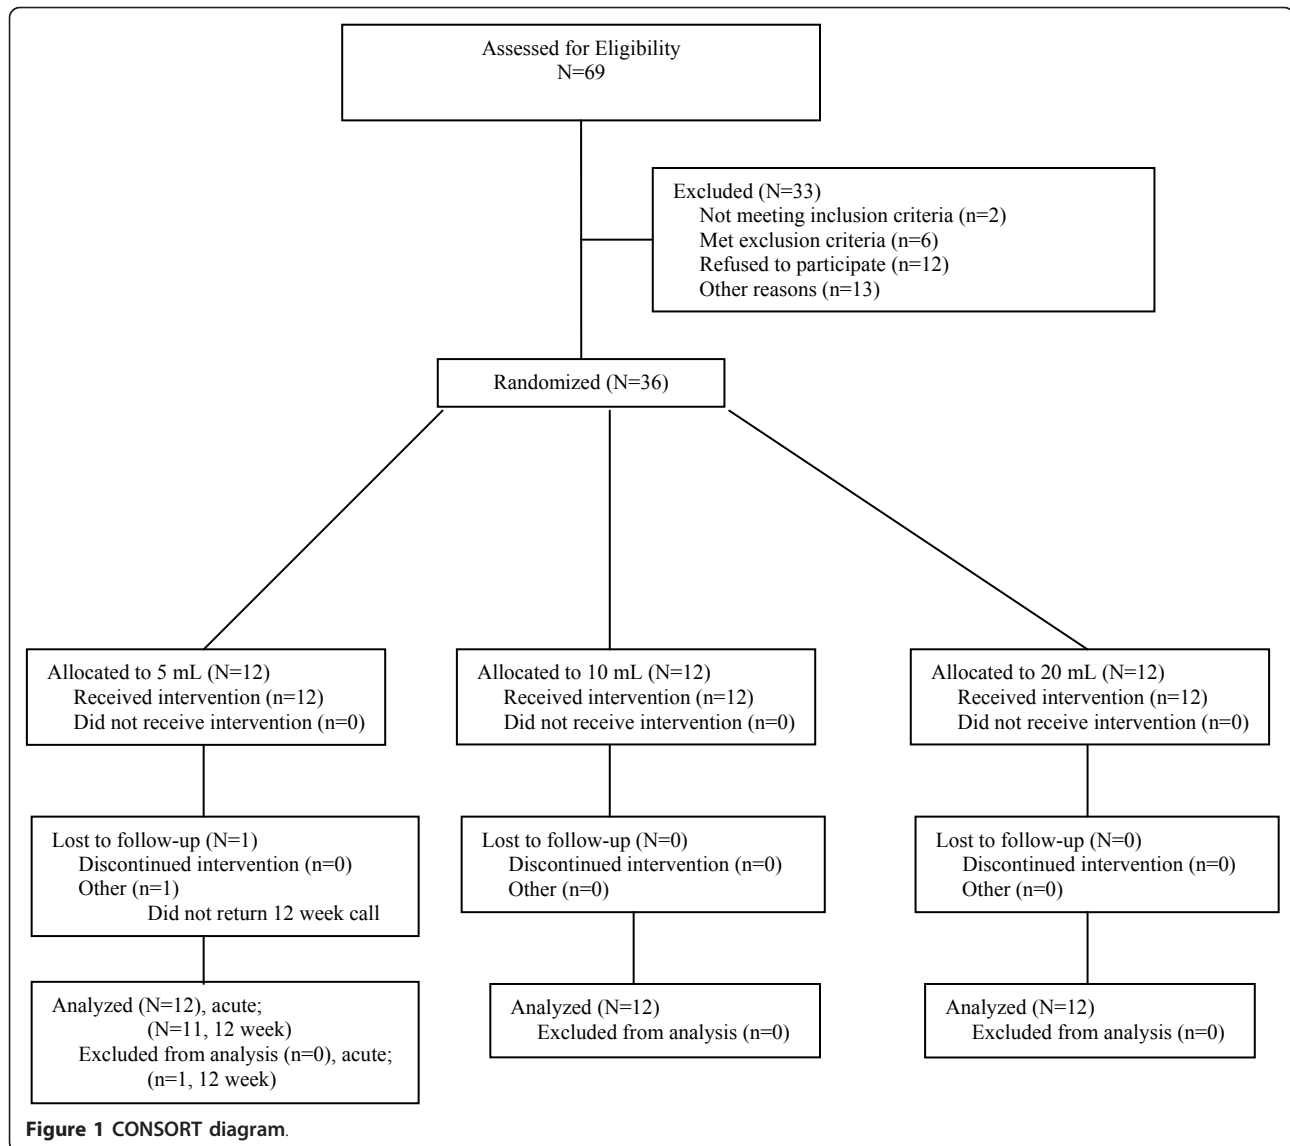 Assessed for Eligibility
N=69
Excluded (N=33)
Not meeting inclusion criteria (n=2)
Met exclusion criteria (n=6)
Refused to participate (n=12)
Other reasons (n=13)
Randomized (N=36)
Allocated to 5 mL (N=12)
Received intervention (n=12)
Did not receive intervention (n=0)
Allocated to 10 mL (N=12)
Received intervention (n=12)
Did not receive intervention (n=0)
Allocated to 20 mL (N=12)
Received intervention (n=12)
Did not receive intervention (n=0)
Lost to follow-up (N=1)
Discontinued intervention (n=0)
Other (n=1)
Did not return 12 week call
Lost to follow-up (N=0)
Discontinued intervention (n=0)
Other (n=0)
Lost to follow-up (N=0)
Discontinued intervention (n=0)
Other (n=0)
Analyzed (N=12), acute;
(N=11, 12 week)
Excluded from analysis (n=0), acute;
(n=1, 12 week)
Analyzed (N=12)
Excluded from analysis (n=0)
Analyzed (N=12)
Excluded from analysis (n=0)
Figure 1 CONSORT diagram.